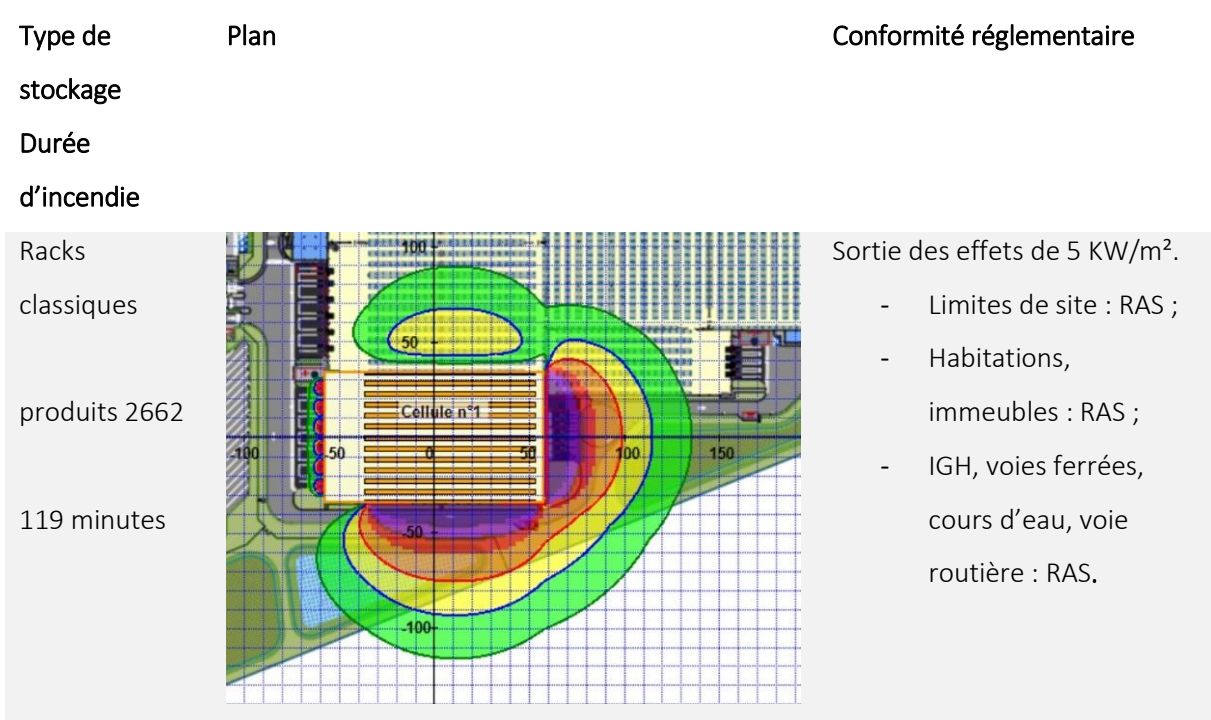 Type de
stockage
Durée
d'incendie
Plan
Conformité réglementaire
Racks
classiques
produits 2662
119 minutes
100
50
Cellule n°1
-100
-50
0
50
100
150
-50
-100
Sortie des effets de 5 KW/m².
- Limites de site : RAS ;
- Habitations,
immeubles : RAS ;
- IGH, voies ferrées,
cours d'eau, voie
routière : RAS.